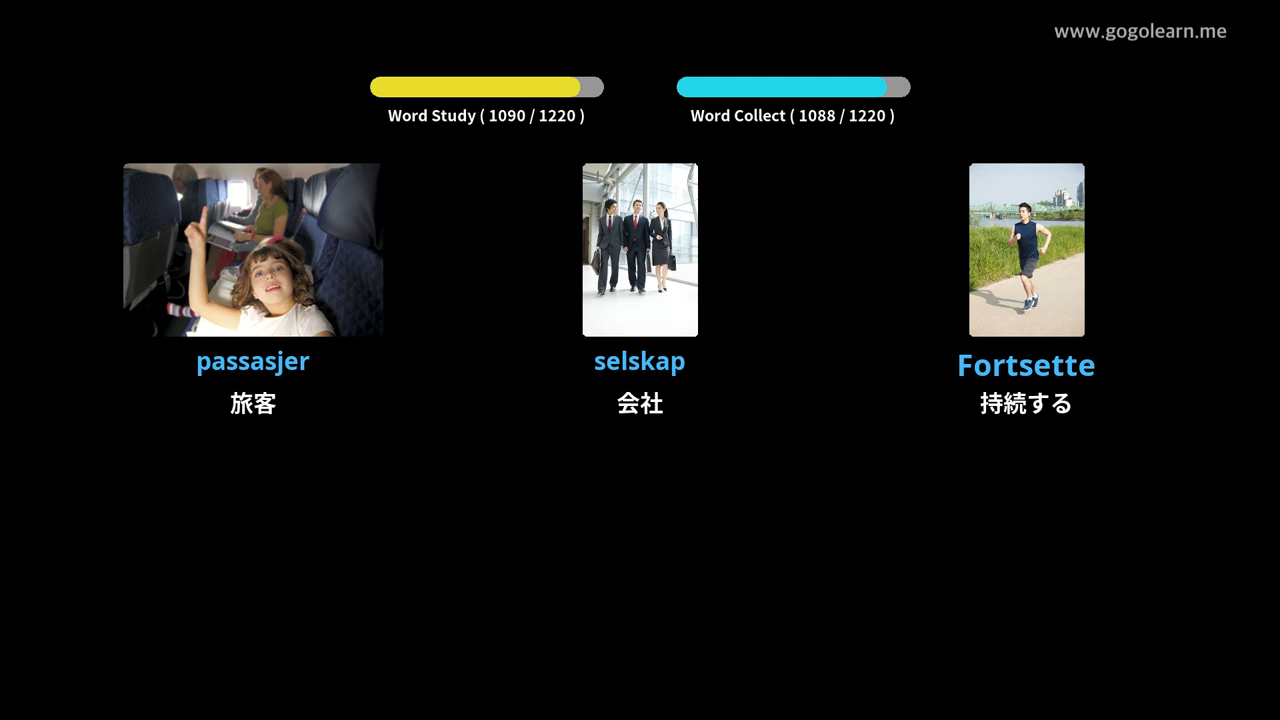 www.gogolearn.me
Word Study ( 1090 / 1220 )
Word Collect ( 1088 / 1220 )
passasjer
selskap
Fortsette
旅客
会社
持続する